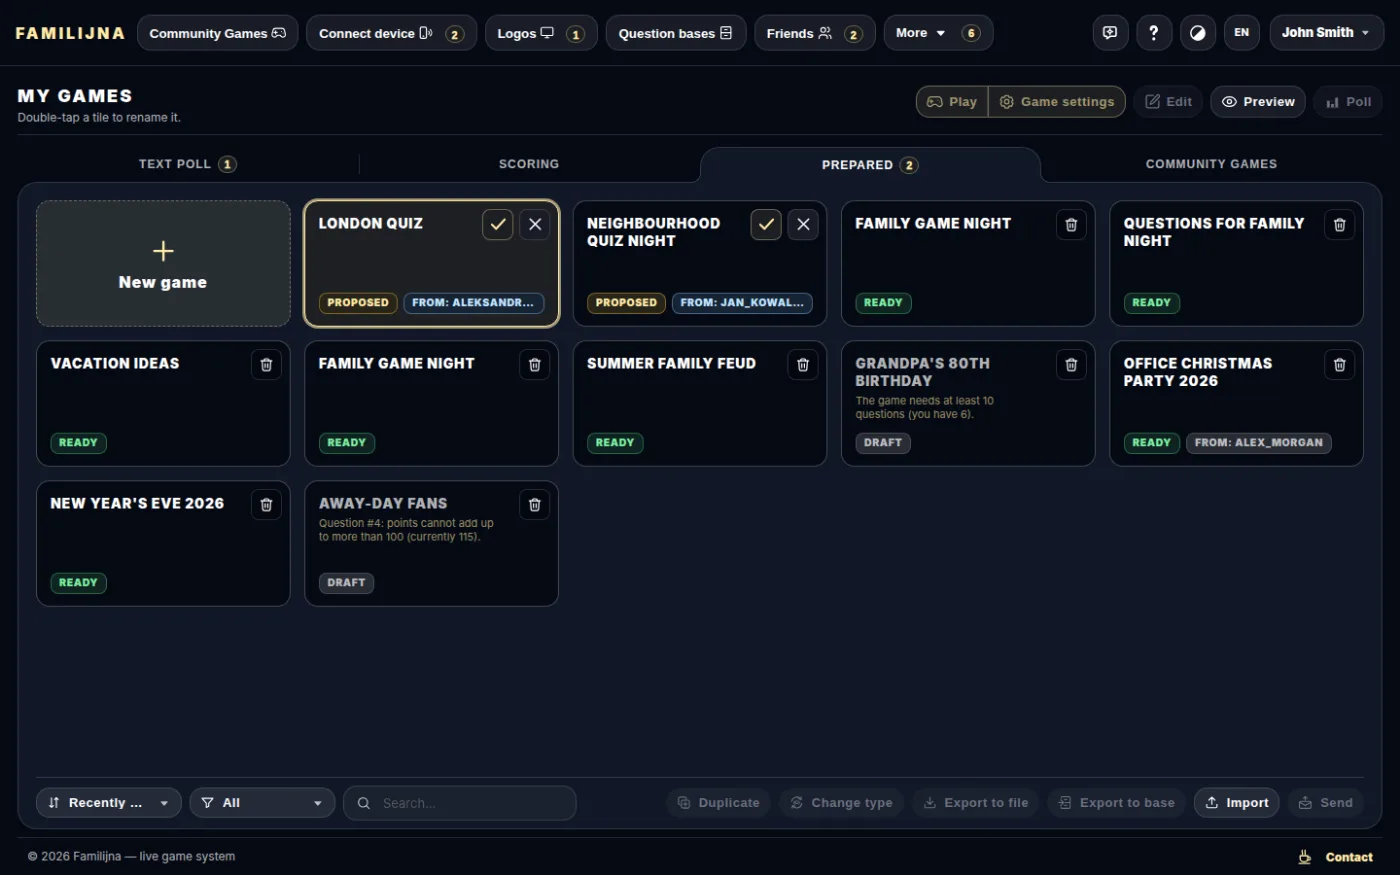 FAMILIJNA
Community Games
Connect device 2
Logos 1
Question bases
Friends 2
More 6
?
EN
John Smith
MY GAMES
Double-tap a tile to rename it.
Play
Game settings
Edit
Preview
Poll
TEXT POLL 1
SCORING
PREPARED 2
COMMUNITY GAMES
+
New game
LONDON QUIZ
PROPOSED
FROM: ALEKSANDR...
NEIGHBOURHOOD
QUIZ NIGHT
PROPOSED
FROM: JAN_KOWAL...
FAMILY GAME NIGHT
READY
QUESTIONS FOR FAMILY
NIGHT
READY
VACATION IDEAS
READY
FAMILY GAME NIGHT
READY
SUMMER FAMILY FEUD
READY
GRANDPA'S 80TH
BIRTHDAY
The game needs at least 10
questions (you have 6).
DRAFT
OFFICE CHRISTMAS
PARTY 2026
READY
FROM: ALEX_MORGAN
NEW YEAR'S EVE 2026
READY
AWAY-DAY FANS
Question #4: points cannot add up
to more than 100 (currently 115).
DRAFT
Recently ...
All
Search...
Duplicate
Change type
Export to file
Export to base
Import
Send
© 2026 Familijna — live game system
Contact